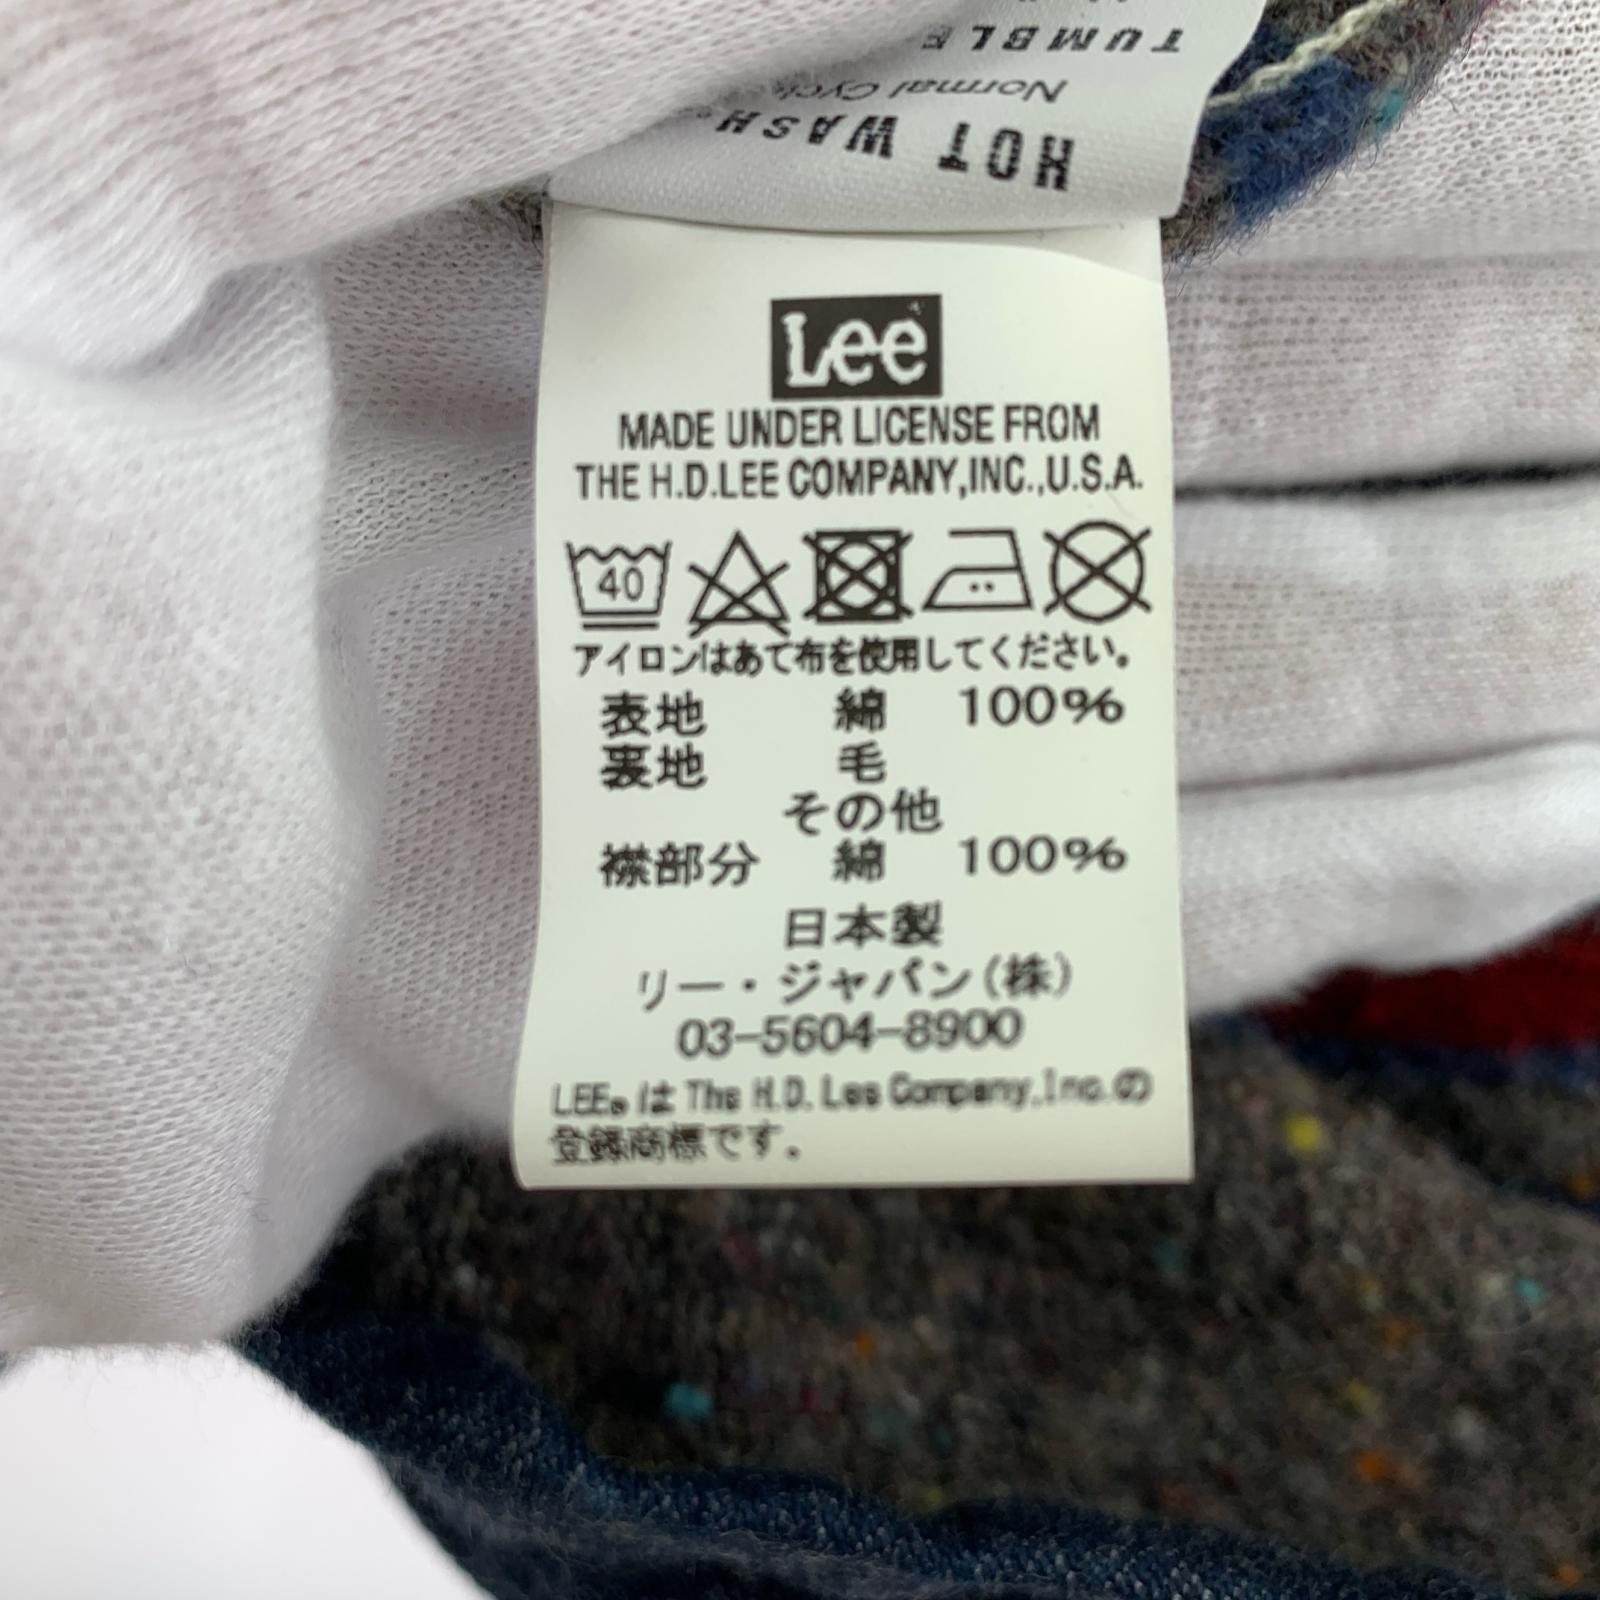 TUMBLE
Normal Cycle
HOT WASH
Lee
MADE UNDER LICENSE FROM
THE H.D.LEE COMPANY,INC.,U.S.A.
40
アイロンはあて布を使用してください。
表地 綿 100%
裏地 毛
その他
襟部分 綿 100%
日本製
リー・ジャパン(株)
03-5604-8900
LEE® は The H.D. Lee Company,Inc.の
登録商標です。